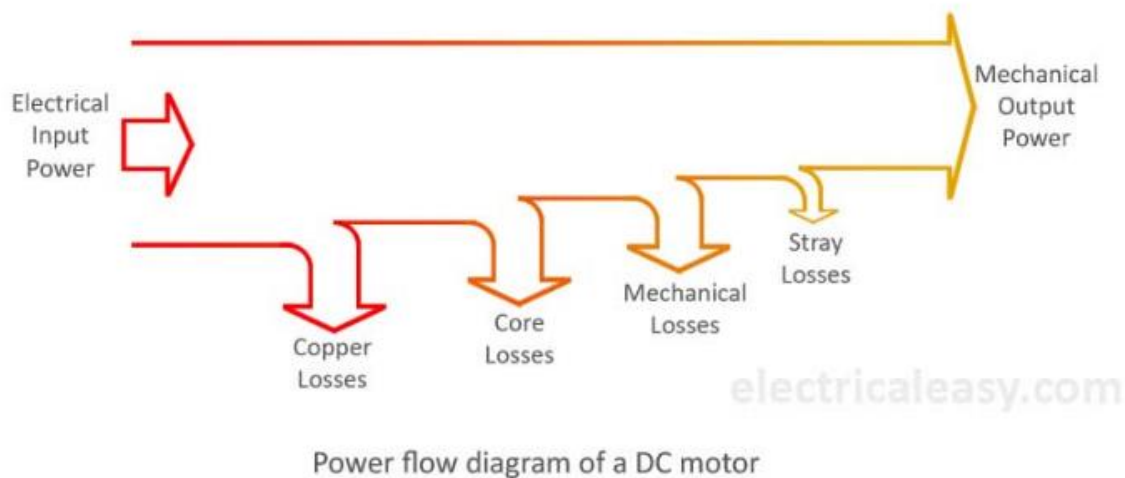 Electrical
Input
Power
Mechanical
Output
Power
Copper
Losses
Core
Losses
Mechanical
Losses
Stray
Losses
electricaleasy.com
Power flow diagram of a DC motor